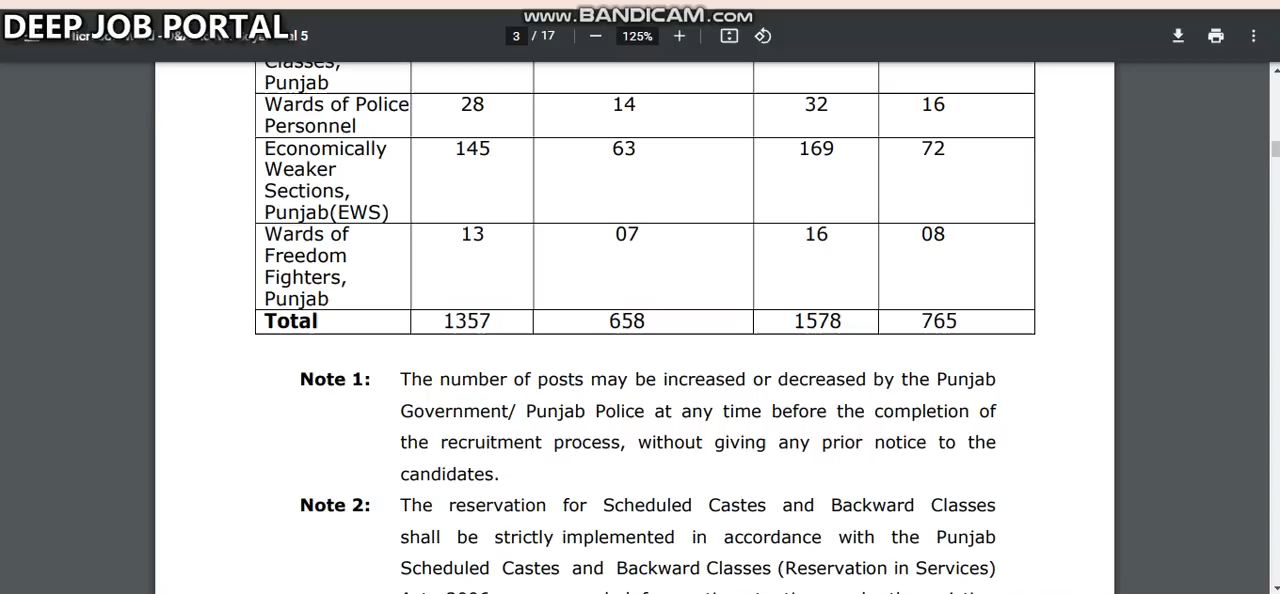 www.BANDICAM.com
DEEP JOB PORTAL
al 5
3 / 17
125%
Classes,
Punjab
Wards of Police Personnel 28 14 32 16
Economically Weaker Sections, Punjab(EWS) 145 63 169 72
Wards of Freedom Fighters, Punjab 13 07 16 08
Total 1357 658 1578 765
Note 1: The number of posts may be increased or decreased by the Punjab
Government/ Punjab Police at any time before the completion of
the recruitment process, without giving any prior notice to the
candidates.
Note 2: The reservation for Scheduled Castes and Backward Classes
shall be strictly implemented in accordance with the Punjab
Scheduled Castes and Backward Classes (Reservation in Services)